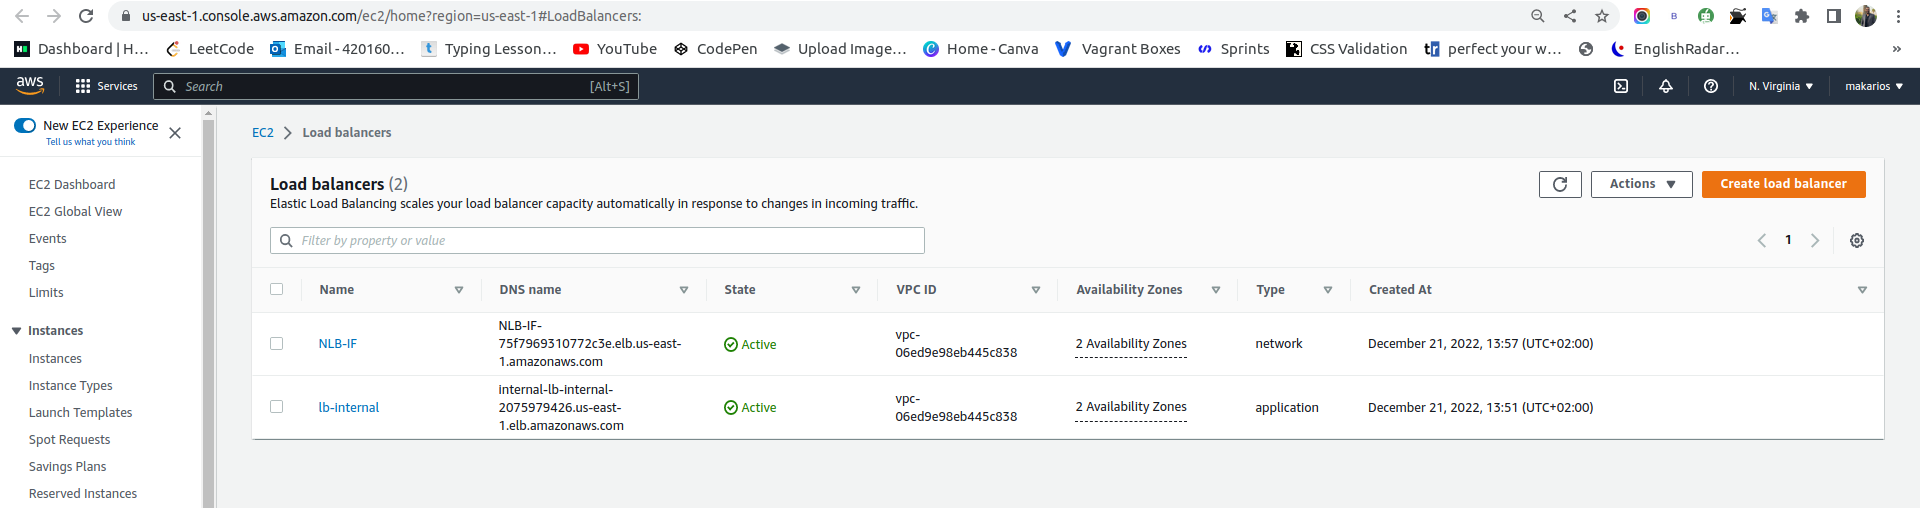 us-east-1.console.aws.amazon.com/ec2/home?region=us-east-1#LoadBalancers:
Dashboard | H... LeetCode Email - 420160... Typing Lesson... YouTube CodePen Upload Image... Home - Canva Vagrant Boxes Sprints CSS Validation perfect your w... EnglishRadar... »
aws Services Search [Alt+S] N. Virginia makarios
New EC2 Experience
Tell us what you think
EC2 Dashboard
EC2 Global View
Events
Tags
Limits
Instances
Instances
Instance Types
Launch Templates
Spot Requests
Savings Plans
Reserved Instances
EC2 > Load balancers
Load balancers (2)
Elastic Load Balancing scales your load balancer capacity automatically in response to changes in incoming traffic.
Actions
Create load balancer
Filter by property or value
1
Name DNS name State VPC ID Availability Zones Type Created At
NLB-IF
NLB-IF-
75f7969310772c3e.elb.us-east-
1.amazonaws.com
Active
vpc-
06ed9e98eb445c838
2 Availability Zones
network
December 21, 2022, 13:57 (UTC+02:00)
lb-internal
internal-lb-internal-
2075979426.us-east-
1.elb.amazonaws.com
Active
vpc-
06ed9e98eb445c838
2 Availability Zones
application
December 21, 2022, 13:51 (UTC+02:00)